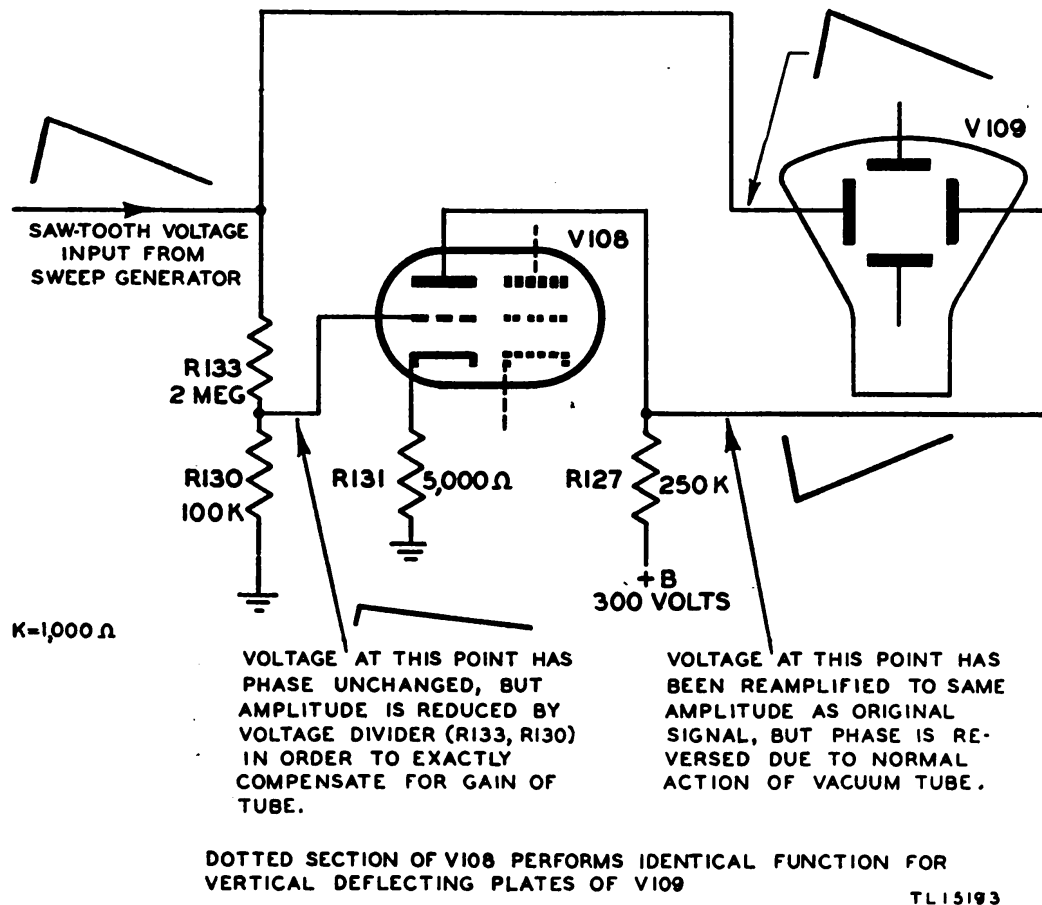 V109
SAW-TOOTH VOLTAGE
INPUT FROM
SWEEP GENERATOR
V108
R133
2 MEG
R130
100K
R131
5,000 Ω
R127
250 K
+B
300 VOLTS
K=1,000 Ω
VOLTAGE AT THIS POINT HAS
PHASE UNCHANGED, BUT
AMPLITUDE IS REDUCED BY
VOLTAGE DIVIDER (R133, R130)
IN ORDER TO EXACTLY
COMPENSATE FOR GAIN OF
TUBE.
VOLTAGE AT THIS POINT HAS
BEEN REAMPLIFIED TO SAME
AMPLITUDE AS ORIGINAL
SIGNAL, BUT PHASE IS RE-
VERSED DUE TO NORMAL
ACTION OF VACUUM TUBE.
DOTTED SECTION OF V108 PERFORMS IDENTICAL FUNCTION FOR
VERTICAL DEFLECTING PLATES OF V109
TL15193